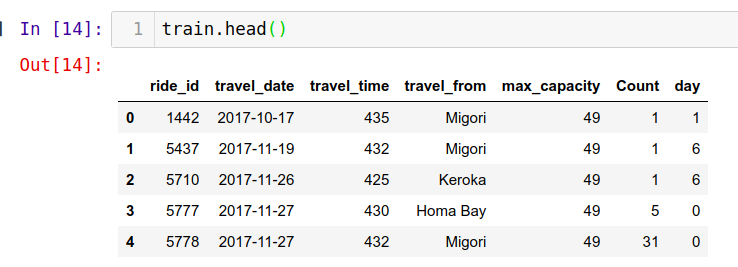 In [14]: 1 train.head()
Out[14]:
ride_id travel_date travel_time travel_from max_capacity Count day
0 1442 2017-10-17 435 Migori 49 1 1
1 5437 2017-11-19 432 Migori 49 1 6
2 5710 2017-11-26 425 Keroka 49 1 6
3 5777 2017-11-27 430 Homa Bay 49 5 0
4 5778 2017-11-27 432 Migori 49 31 0